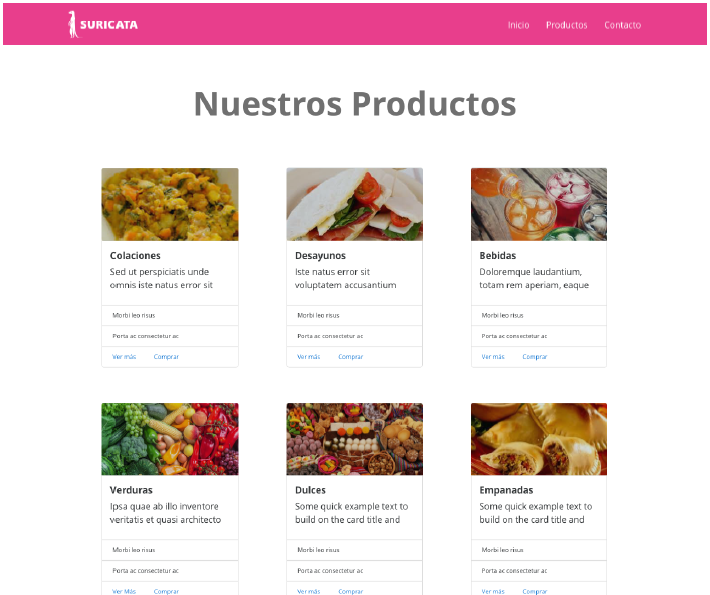 SURICATA
Inicio Productos Contacto
Nuestros Productos
Colaciones
Sed ut perspiciatis unde
omnis iste natus error sit
Morbi leo risus
Porta ac consectetur ac
Ver más Comprar
Desayunos
Iste natus error sit
voluptatem accusantium
Morbi leo risus
Porta ac consectetur ac
Ver más Comprar
Bebidas
Doloremque laudantium,
totam rem aperiam, eaque
Morbi leo risus
Porta ac consectetur ac
Ver más Comprar
Verduras
Ipsa quae ab illo inventore
veritatis et quasi architecto
Morbi leo risus
Porta ac consectetur ac
Ver Más Comprar
Dulces
Some quick example text to
build on the card title and
Morbi leo risus
Porta ac consectetur ac
Ver más Comprar
Empanadas
Some quick example text to
build on the card title and
Morbi leo risus
Porta ac consectetur ac
Ver más Comprar